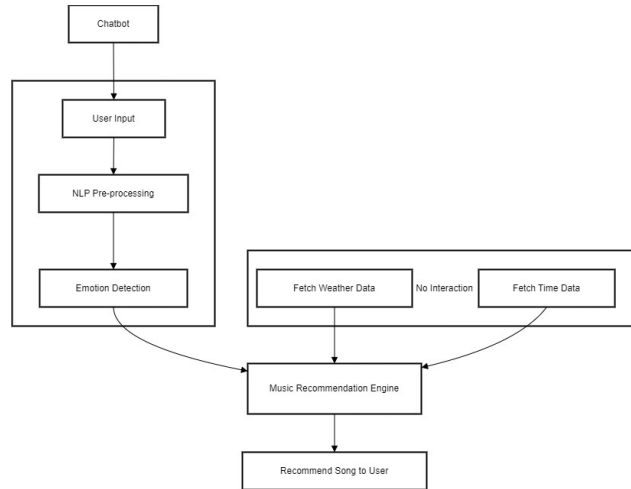 Chatbot
User Input
NLP Pre-processing
Emotion Detection
Fetch Weather Data
No Interaction
Fetch Time Data
Music Recommendation Engine
Recommend Song to User